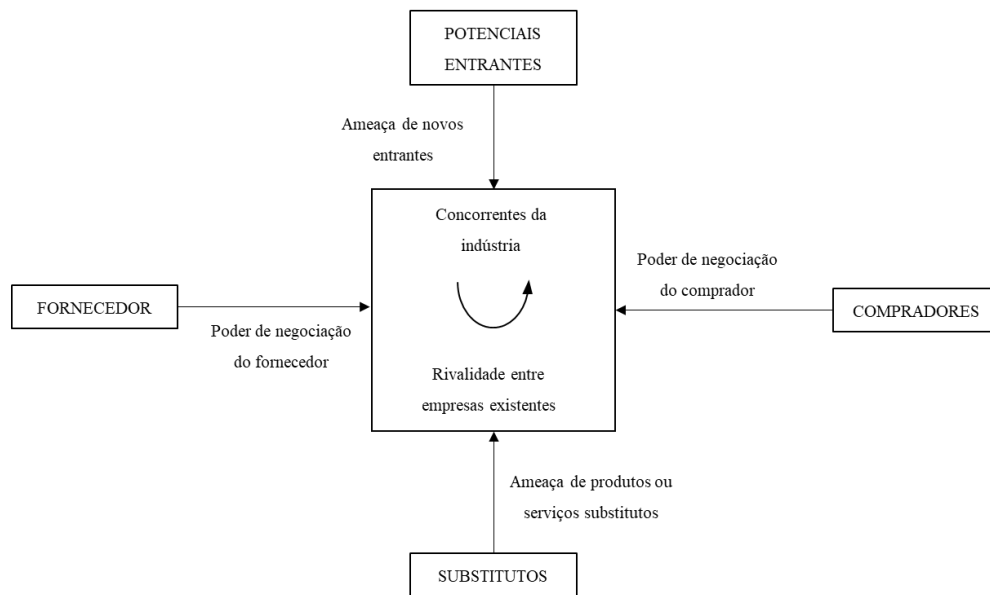 POTENCIAIS
ENTRANTES
Ameaça de novos
entrantes
Concorrentes da
indústria
Poder de negociação
do comprador
FORNECEDOR
COMPRADORES
Poder de negociação
do fornecedor
Rivalidade entre
empresas existentes
Ameaça de produtos ou
serviços substitutos
SUBSTITUTOS